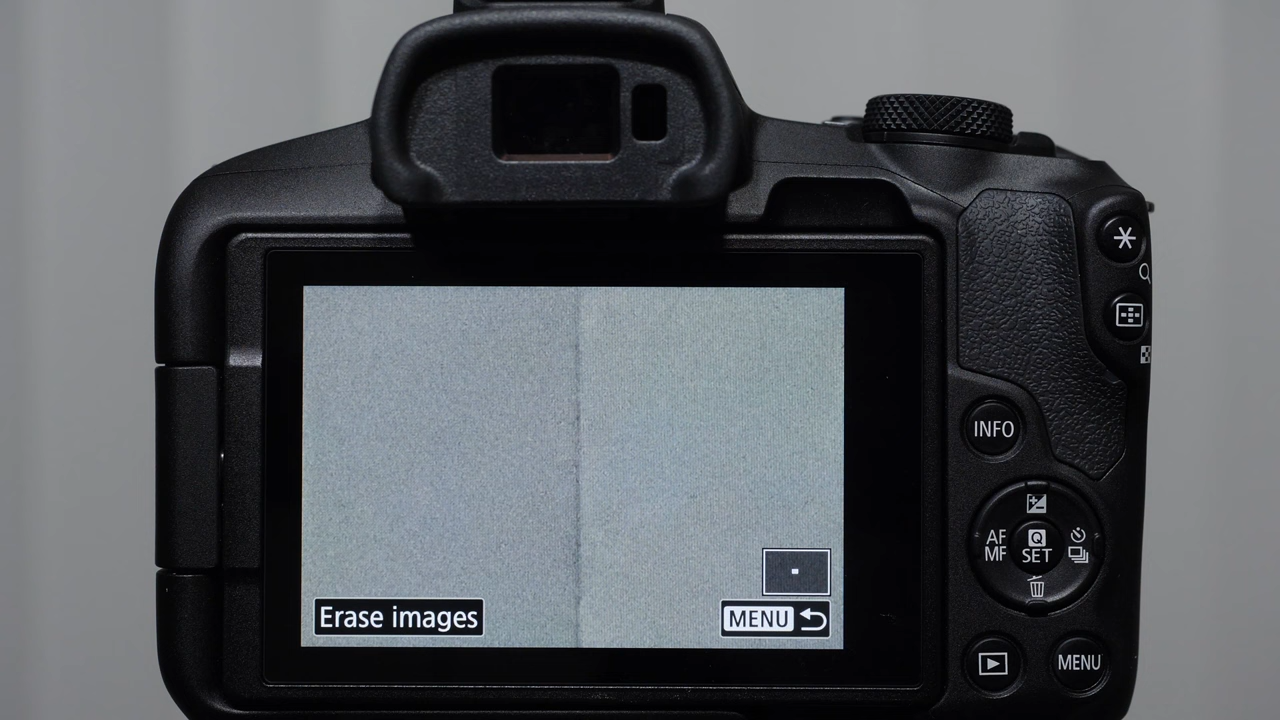 INFO
AF
MF
Q
SET
Erase images
MENU
MENU